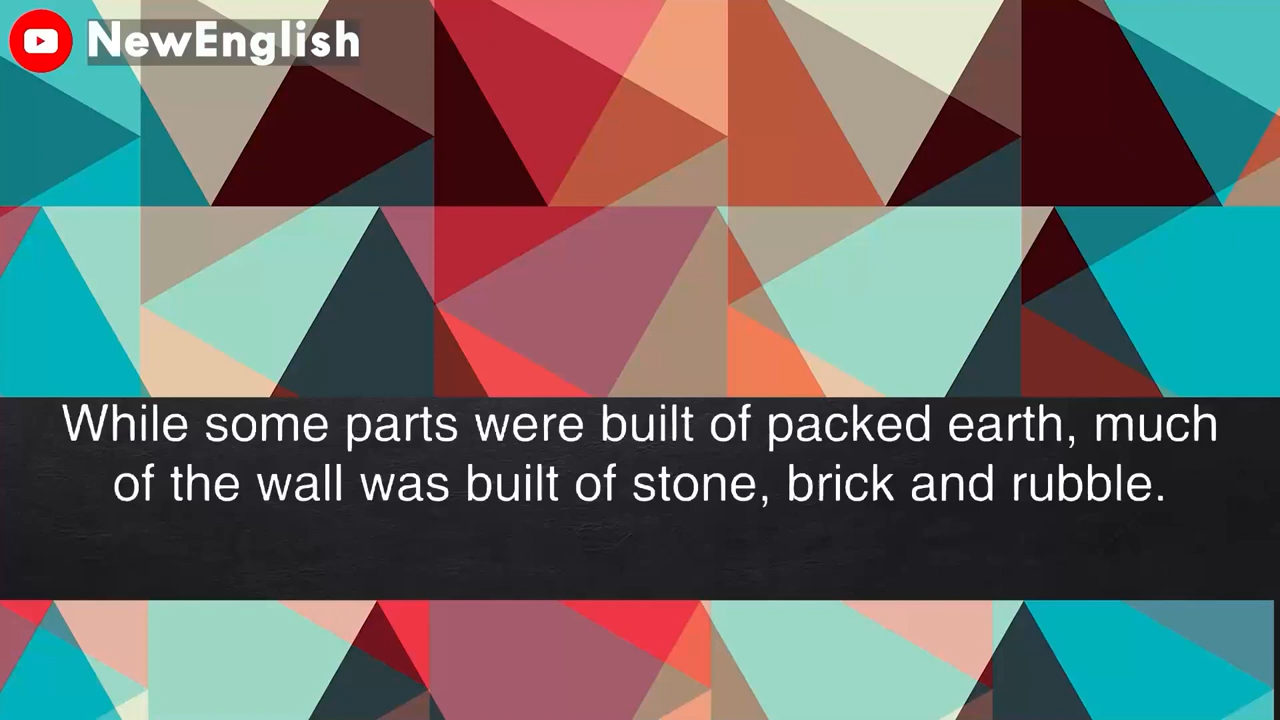 NewEnglish
While some parts were built of packed earth, much
of the wall was built of stone, brick and rubble.